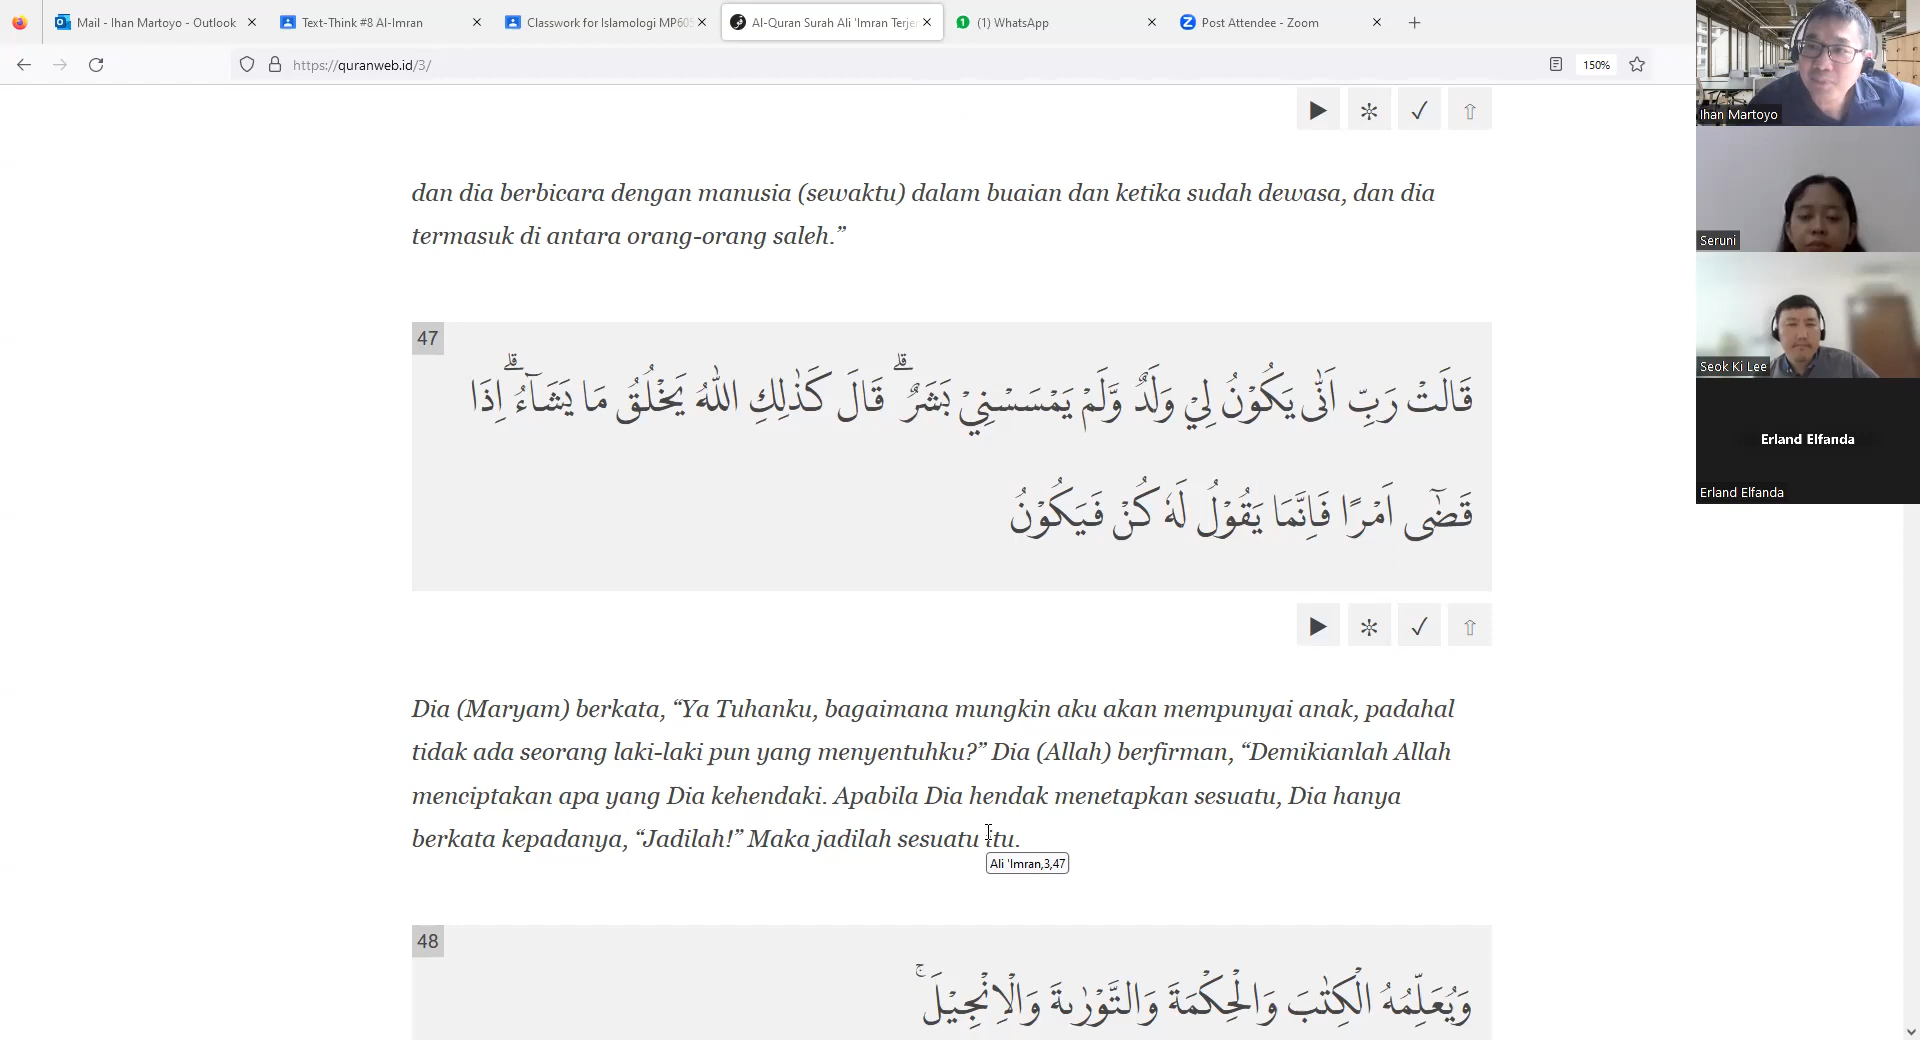 Mail - Ihan Martoyo - Outlook
Text-Think #8 Al-Imran
Classwork for Islamologi MP605
Al-Quran Surah Ali 'Imran Terje
(1) WhatsApp
Post Attendee - Zoom
https://quranweb.id/3/
150%
dan dia berbicara dengan manusia (sewaktu) dalam buaian dan ketika sudah dewasa, dan dia
termasuk di antara orang-orang saleh.”
47
قَالَتْ رَبِّ اَنّٰى يَكُوْنُ لِيْ وَلَدٌ وَّلَمْ يَمْسَسْنِيْ بَشَرٌ ۗ قَالَ كَذٰلِكِ اللّٰهُ يَخْلُقُ مَا يَشَاۤءُ ۗاِذَا
قَضٰٓى اَمْرًا فَاِنَّمَا يَقُوْلُ لَهٗ كُنْ فَيَكُوْنُ
Dia (Maryam) berkata, “Ya Tuhanku, bagaimana mungkin aku akan mempunyai anak, padahal
tidak ada seorang laki-laki pun yang menyentuhku?” Dia (Allah) berfirman, “Demikianlah Allah
menciptakan apa yang Dia kehendaki. Apabila Dia hendak menetapkan sesuatu, Dia hanya
berkata kepadanya, “Jadilah!” Maka jadilah sesuatu itu.
Ali 'Imran,3,47
48
وَيُعَلِّمُهُ الْكِتٰبَ وَالْحِكْمَةَ وَالتَّوْرٰىةَ وَالْاِنْجِيْلَۚ
Ihan Martoyo
Seruni
Seok Ki Lee
Erland Elfanda
Erland Elfanda